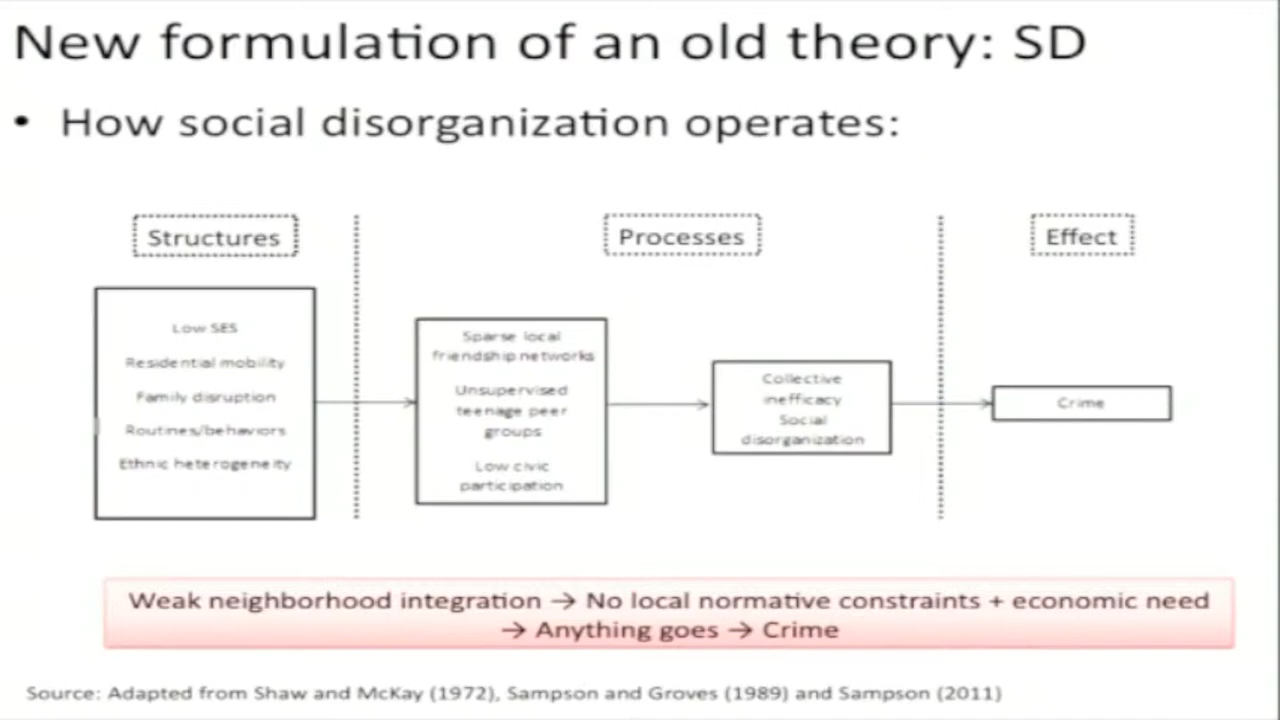 New formulation of an old theory: SD
• How social disorganization operates:
Structures
Processes
Effect
Low SES
Residential mobility
Family disruption
Routines/behaviors
Ethnic heterogeneity
Sparse local
friendship networks
Unsupervised
teenage peer
groups
Low civic
participation
Collective
inefficacy
Social
disorganization
Crime
Weak neighborhood integration → No local normative constraints + economic need
→ Anything goes → Crime
Source: Adapted from Shaw and McKay (1972), Sampson and Groves (1989) and Sampson (2011)